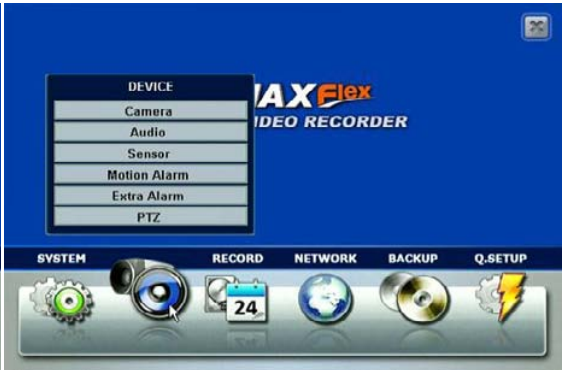 DEVICE
Camera
Audio
Sensor
Motion Alarm
Extra Alarm
PTZ
AX Flex
IDEO RECORDER
SYSTEM
RECORD
NETWORK
BACKUP
Q.SETUP
24